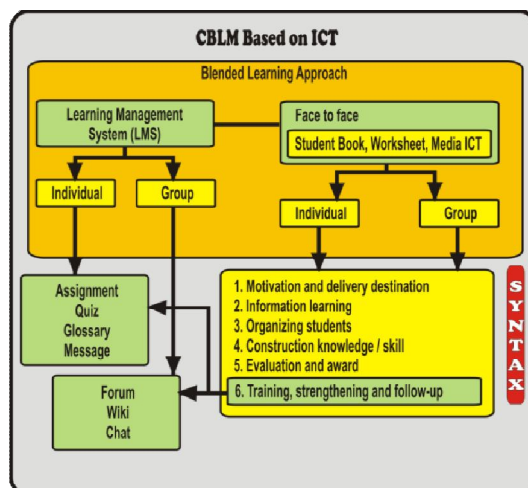 CBLM Based on ICT
Blended Learning Approach
Learning Management
System (LMS)
Face to face
Student Book, Worksheet, Media ICT
Individual
Group
Individual
Group
Assignment
Quiz
Glossary
Message
Forum
Wiki
Chat
1. Motivation and delivery destination
2. Information learning
3. Organizing students
4. Construction knowledge / skill
5. Evaluation and award
6. Training, strengthening and follow-up
SYNTAX